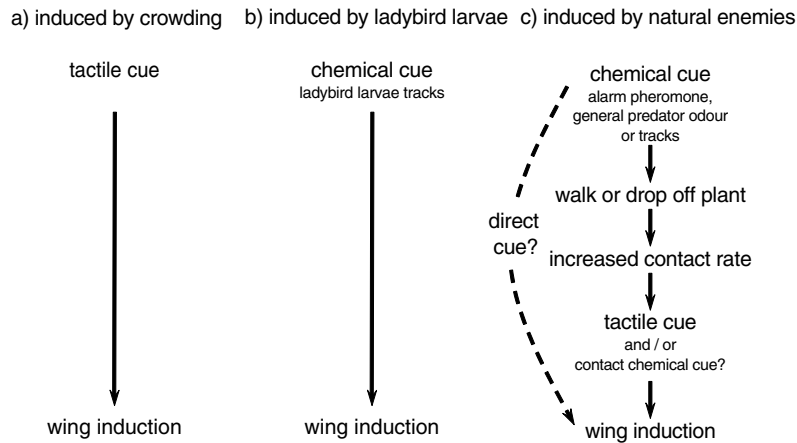 a) induced by crowding
tactile cue
wing induction
b) induced by ladybird larvae
chemical cue
ladybird larvae tracks
wing induction
c) induced by natural enemies
chemical cue
alarm pheromone,
general predator odour
or tracks
walk or drop off plant
direct
cue?
increased contact rate
tactile cue
and / or
contact chemical cue?
wing induction